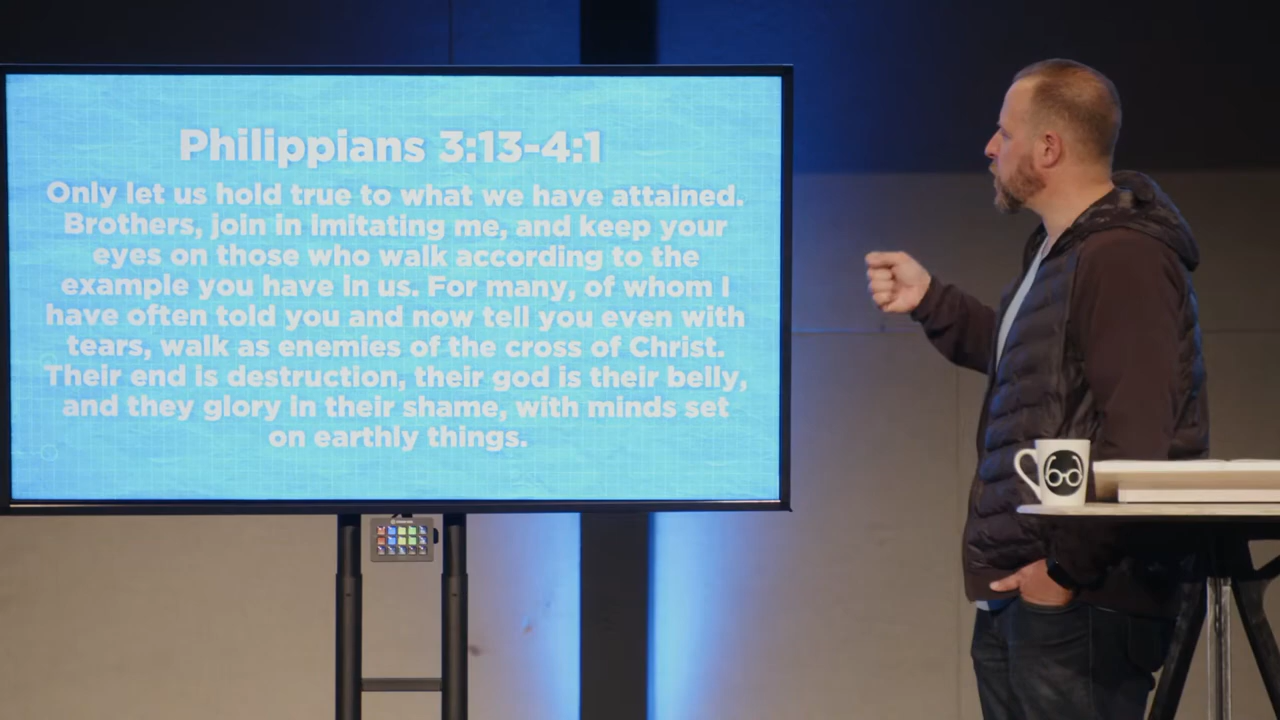 Philippians 3:13-4:1
Only let us hold true to what we have attained.
Brothers, join in imitating me, and keep your
eyes on those who walk according to the
example you have in us. For many, of whom I
have often told you and now tell you even with
tears, walk as enemies of the cross of Christ.
Their end is destruction, their god is their belly,
and they glory in their shame, with minds set
on earthly things.